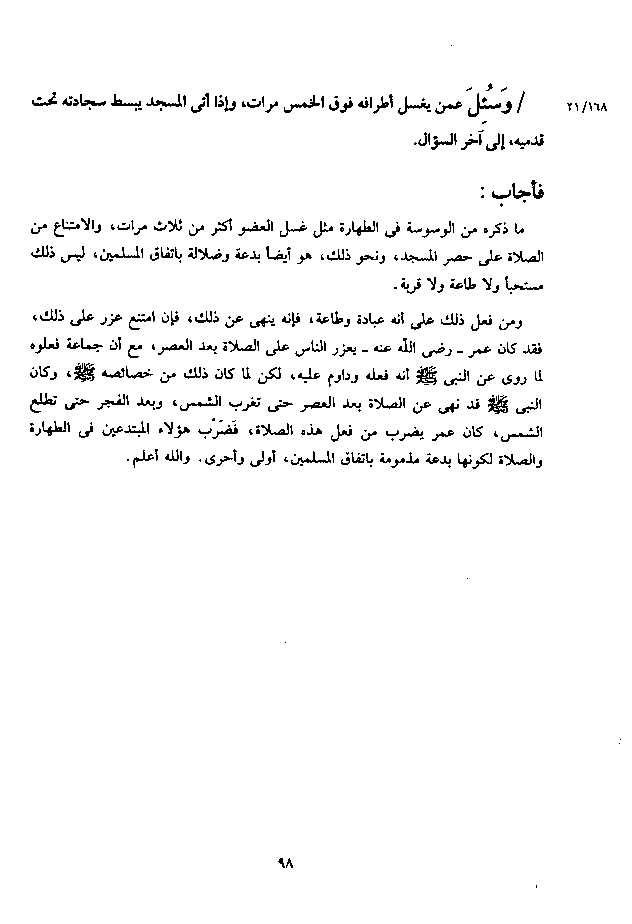 ٢١/١٦٨
/ وَسُئِلَ عمن يغسل أطرافه فوق الخمس مرات، وإذا أتى المسجد يبسط سجادته تحت
قدميه، إلى آخر السؤال.
فأجاب :
ما ذكره من الوسوسة فى الطهارة مثل غسل العضو أكثر من ثلاث مرات، والامتناع من
الصلاة على حصر المسجد، ونحو ذلك، هو أيضاً بدعة وضلالة باتفاق المسلمين، ليس ذلك
مستحباً ولا طاعة ولا قربة.
ومن فعل ذلك على أنه عبادة وطاعة، فإنه ينهى عن ذلك، فإن امتنع عزر على ذلك،
فقد كان عمر ـ رضى الله عنه ـ يعزر الناس على الصلاة بعد العصر، مع أن جماعة فعلوه
لما روى عن النبى ﷺ أنه فعله وداوم عليه، لكن لما كان ذلك من خصائصه ﷺ، وكان
النبى ﷺ قد نهى عن الصلاة بعد العصر حتى تغرب الشمس، وبعد الفجر حتى تطلع
الشمس، كان عمر يضرب من فعل هذه الصلاة، فَضَرْب هؤلاء المبتدعين فى الطهارة
والصلاة لكونها بدعة مذمومة باتفاق المسلمين، أولى وأحرى. والله أعلم.
٩٨